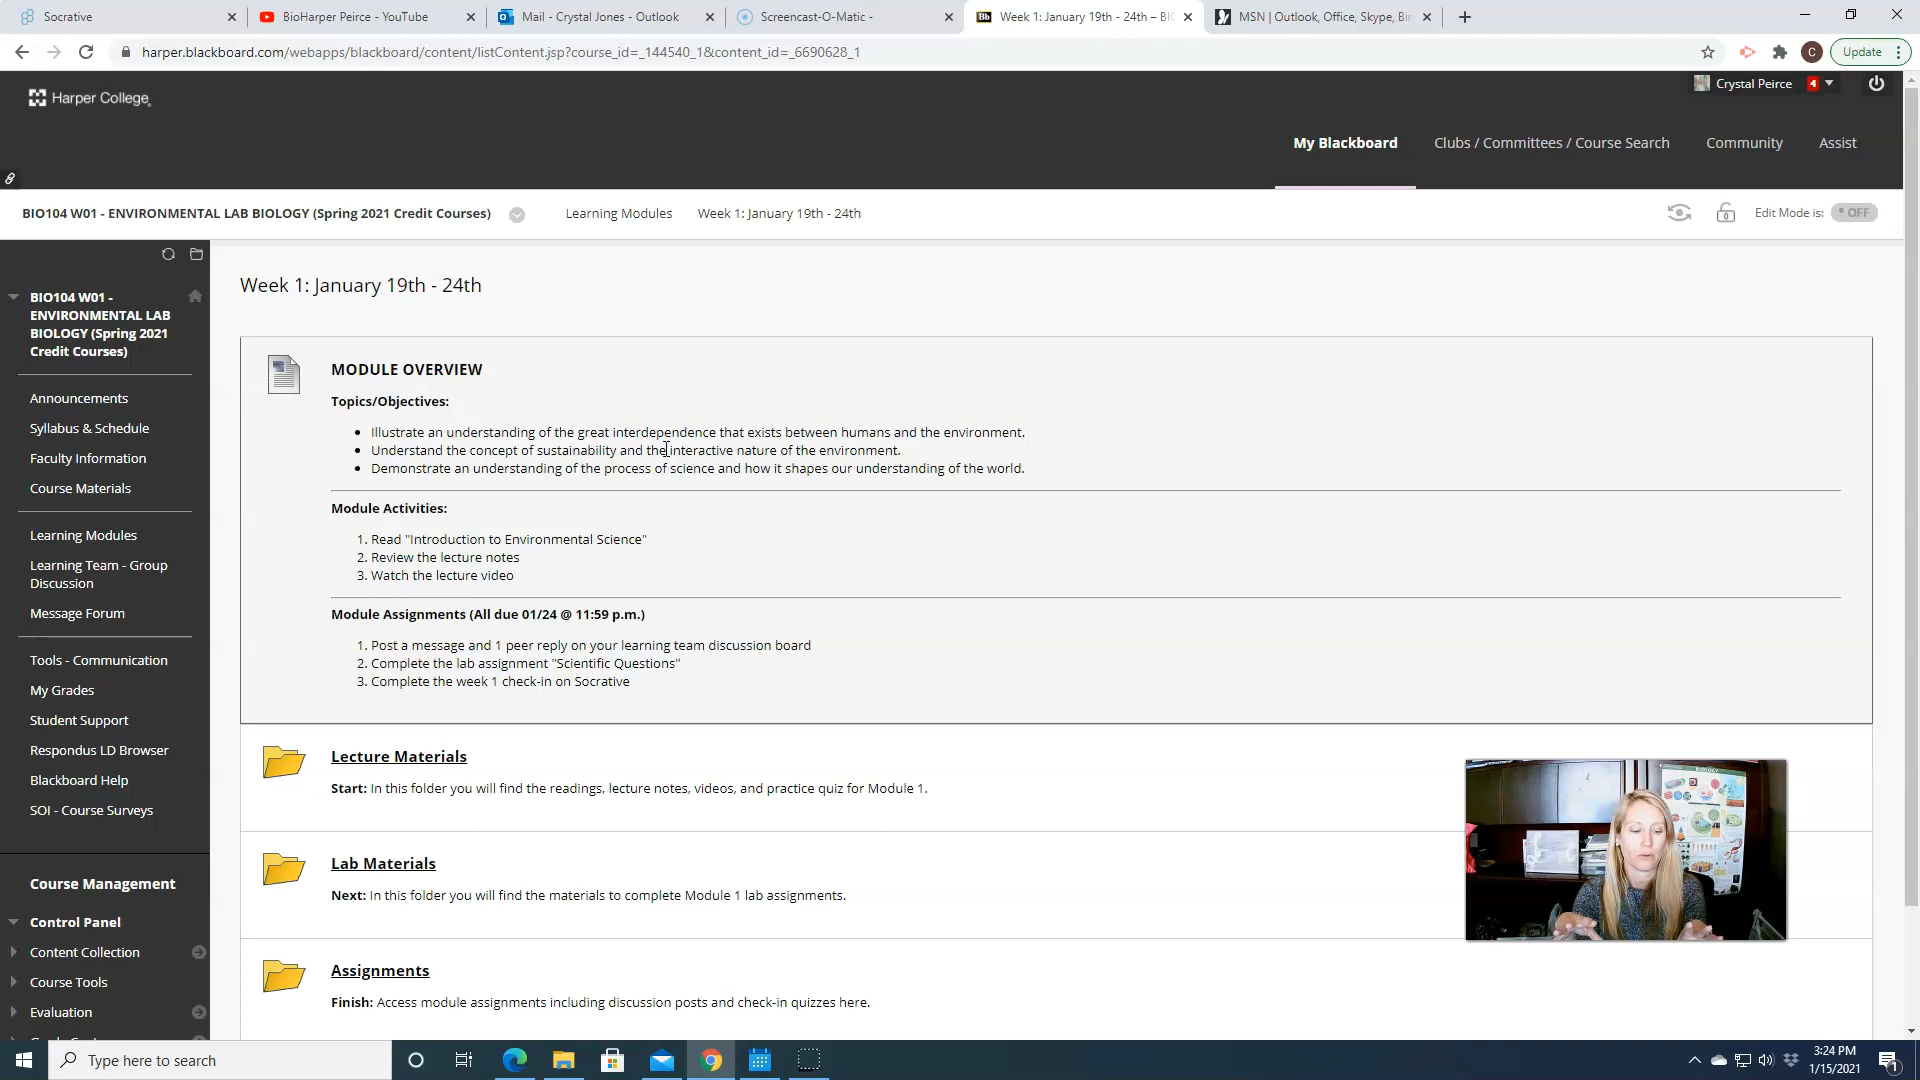 Socrative
BioHarper Peirce - YouTube
Mail - Crystal Jones - Outlook
Screencast-O-Matic -
Week 1: January 19th - 24th – BIO
MSN | Outlook, Office, Skype, Bin
harper.blackboard.com/webapps/blackboard/content/listContent.jsp?course_id=_144540_1&content_id=_6690628_1
C
Update
Harper College
Crystal Peirce 4
My Blackboard
Clubs / Committees / Course Search
Community
Assist
BIO104 W01 - ENVIRONMENTAL LAB BIOLOGY (Spring 2021 Credit Courses)
Learning Modules
Week 1: January 19th - 24th
Edit Mode is: OFF
BIO104 W01 -
ENVIRONMENTAL LAB
BIOLOGY (Spring 2021
Credit Courses)
Announcements
Syllabus & Schedule
Faculty Information
Course Materials
Learning Modules
Learning Team - Group
Discussion
Message Forum
Tools - Communication
My Grades
Student Support
Respondus LD Browser
Blackboard Help
SOI - Course Surveys
Course Management
Control Panel
Content Collection
Course Tools
Evaluation
Week 1: January 19th - 24th
MODULE OVERVIEW
Topics/Objectives:
• Illustrate an understanding of the great interdependence that exists between humans and the environment.
• Understand the concept of sustainability and the interactive nature of the environment.
• Demonstrate an understanding of the process of science and how it shapes our understanding of the world.
Module Activities:
1. Read "Introduction to Environmental Science"
2. Review the lecture notes
3. Watch the lecture video
Module Assignments (All due 01/24 @ 11:59 p.m.)
1. Post a message and 1 peer reply on your learning team discussion board
2. Complete the lab assignment "Scientific Questions"
3. Complete the week 1 check-in on Socrative
Lecture Materials
Start: In this folder you will find the readings, lecture notes, videos, and practice quiz for Module 1.
Lab Materials
Next: In this folder you will find the materials to complete Module 1 lab assignments.
Assignments
Finish: Access module assignments including discussion posts and check-in quizzes here.
Type here to search
3:24 PM
1/15/2021
1